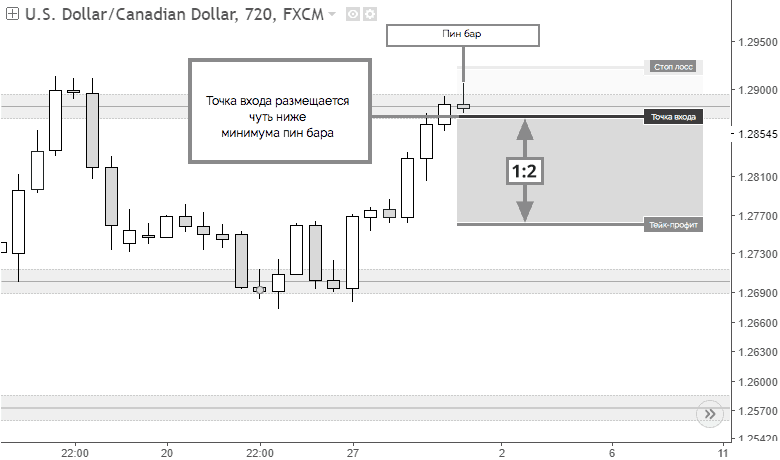 U.S. Dollar/Canadian Dollar, 720, FXCM
Пин бар
1.29500
Стоп лосс
1.29000
Точка входа размещается
чуть ниже
минимума пин бара
Точка входа
1.28545
1:2
1.28100
1.27700
Тейк-профит
1.27300
1.26900
1.26600
1.26300
1.26000
1.25700
1.25420
22:00
20
22:00
27
2
6
11